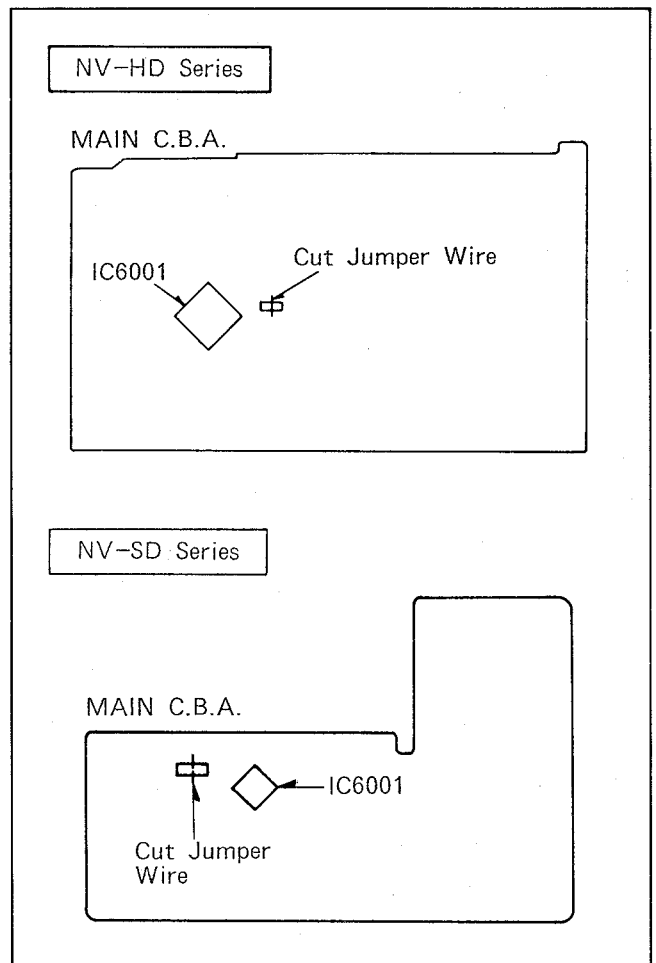 NV-HD Series
MAIN C.B.A.
Cut Jumper Wire
IC6001
NV-SD Series
MAIN C.B.A.
IC6001
Cut Jumper
Wire